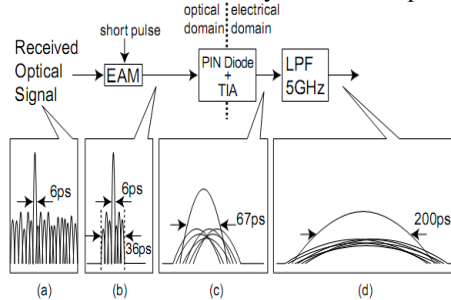 optical electrical
domain domain
short pulse
Received
Optical
Signal
EAM
PIN Diode
+
TIA
LPF
5GHz
6ps
6ps
36ps
67ps
200ps
(a)
(b)
(c)
(d)